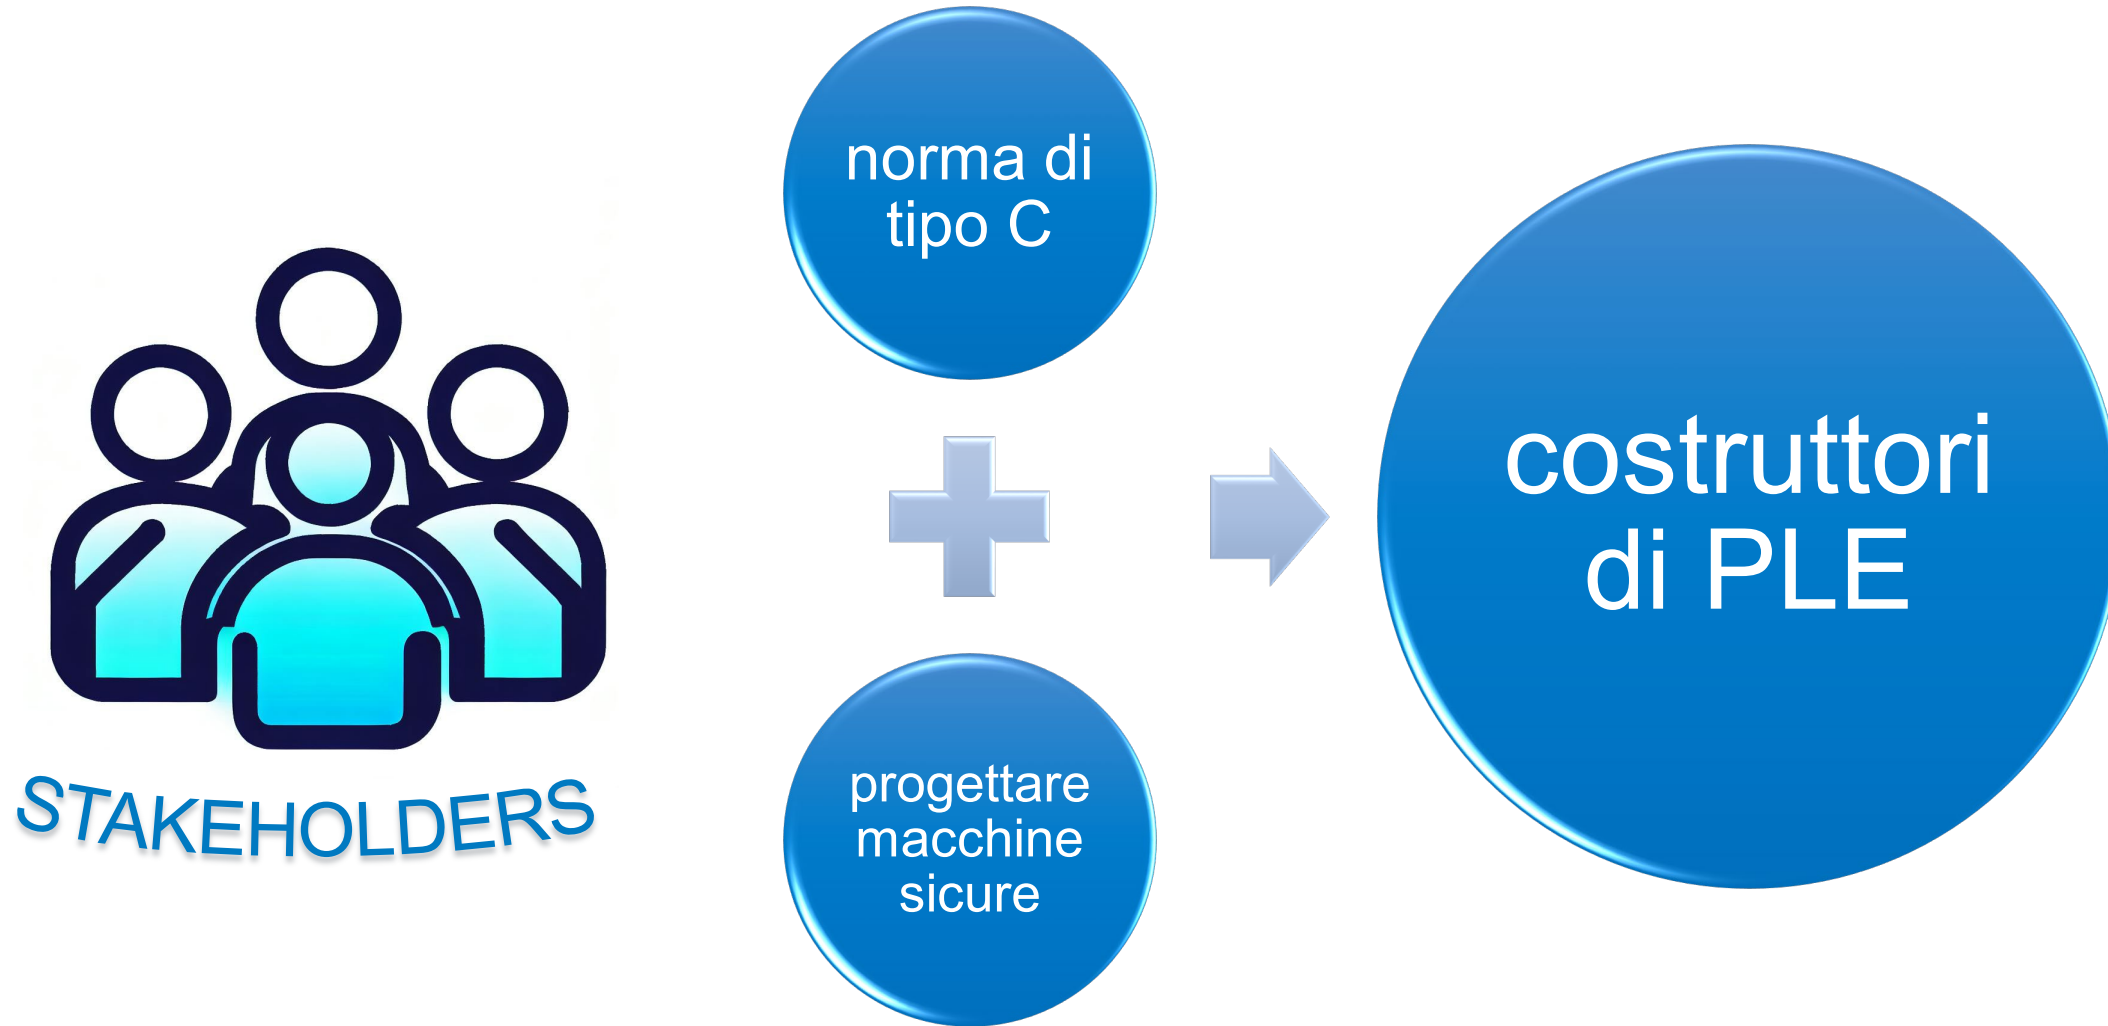 STAKEHOLDERS
norma di
tipo C
progettare
macchine
sicure
costruttori
di PLE